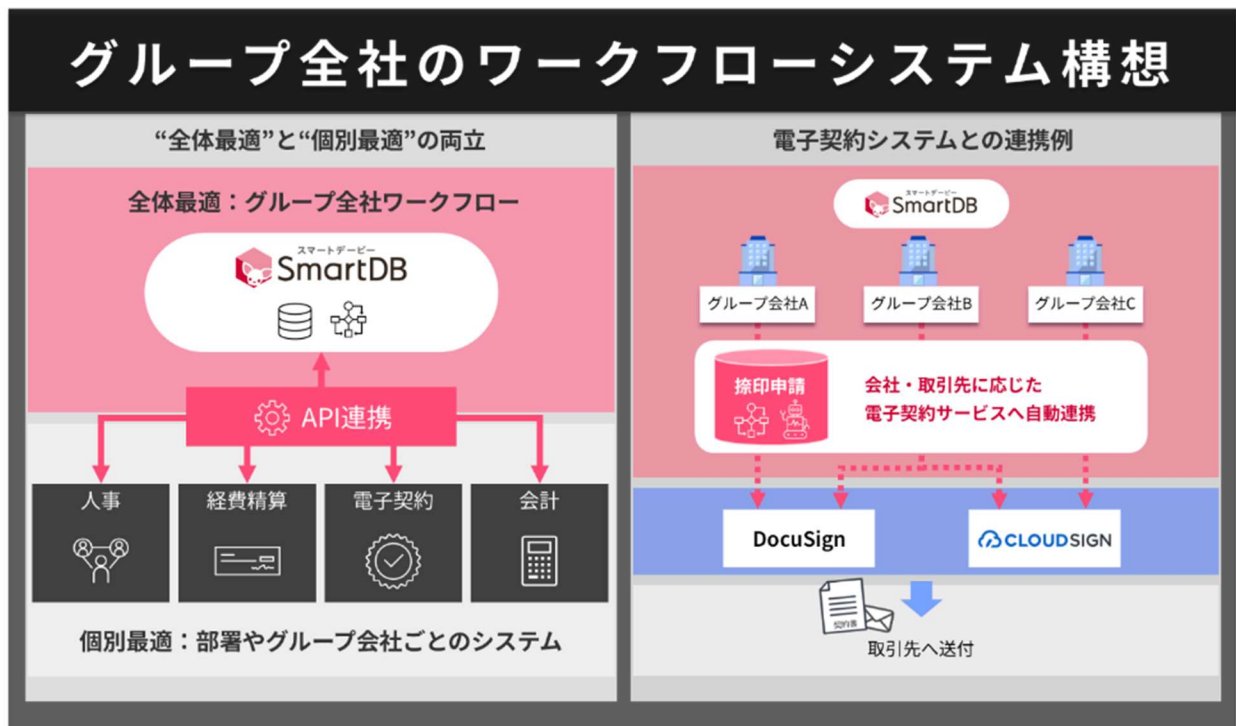 グループ全社のワークフローシステム構想
“全体最適”と“個別最適”の両立
全体最適：グループ全社ワークフロー
スマートデービー
SmartDB
API連携
人事
経費精算
電子契約
会計
個別最適：部署やグループ会社ごとのシステム
電子契約システムとの連携例
スマートデービー
SmartDB
グループ会社A
グループ会社B
グループ会社C
捺印申請
会社・取引先に応じた
電子契約サービスへ自動連携
DocuSign
CLOUDSIGN
契約書
取引先へ送付